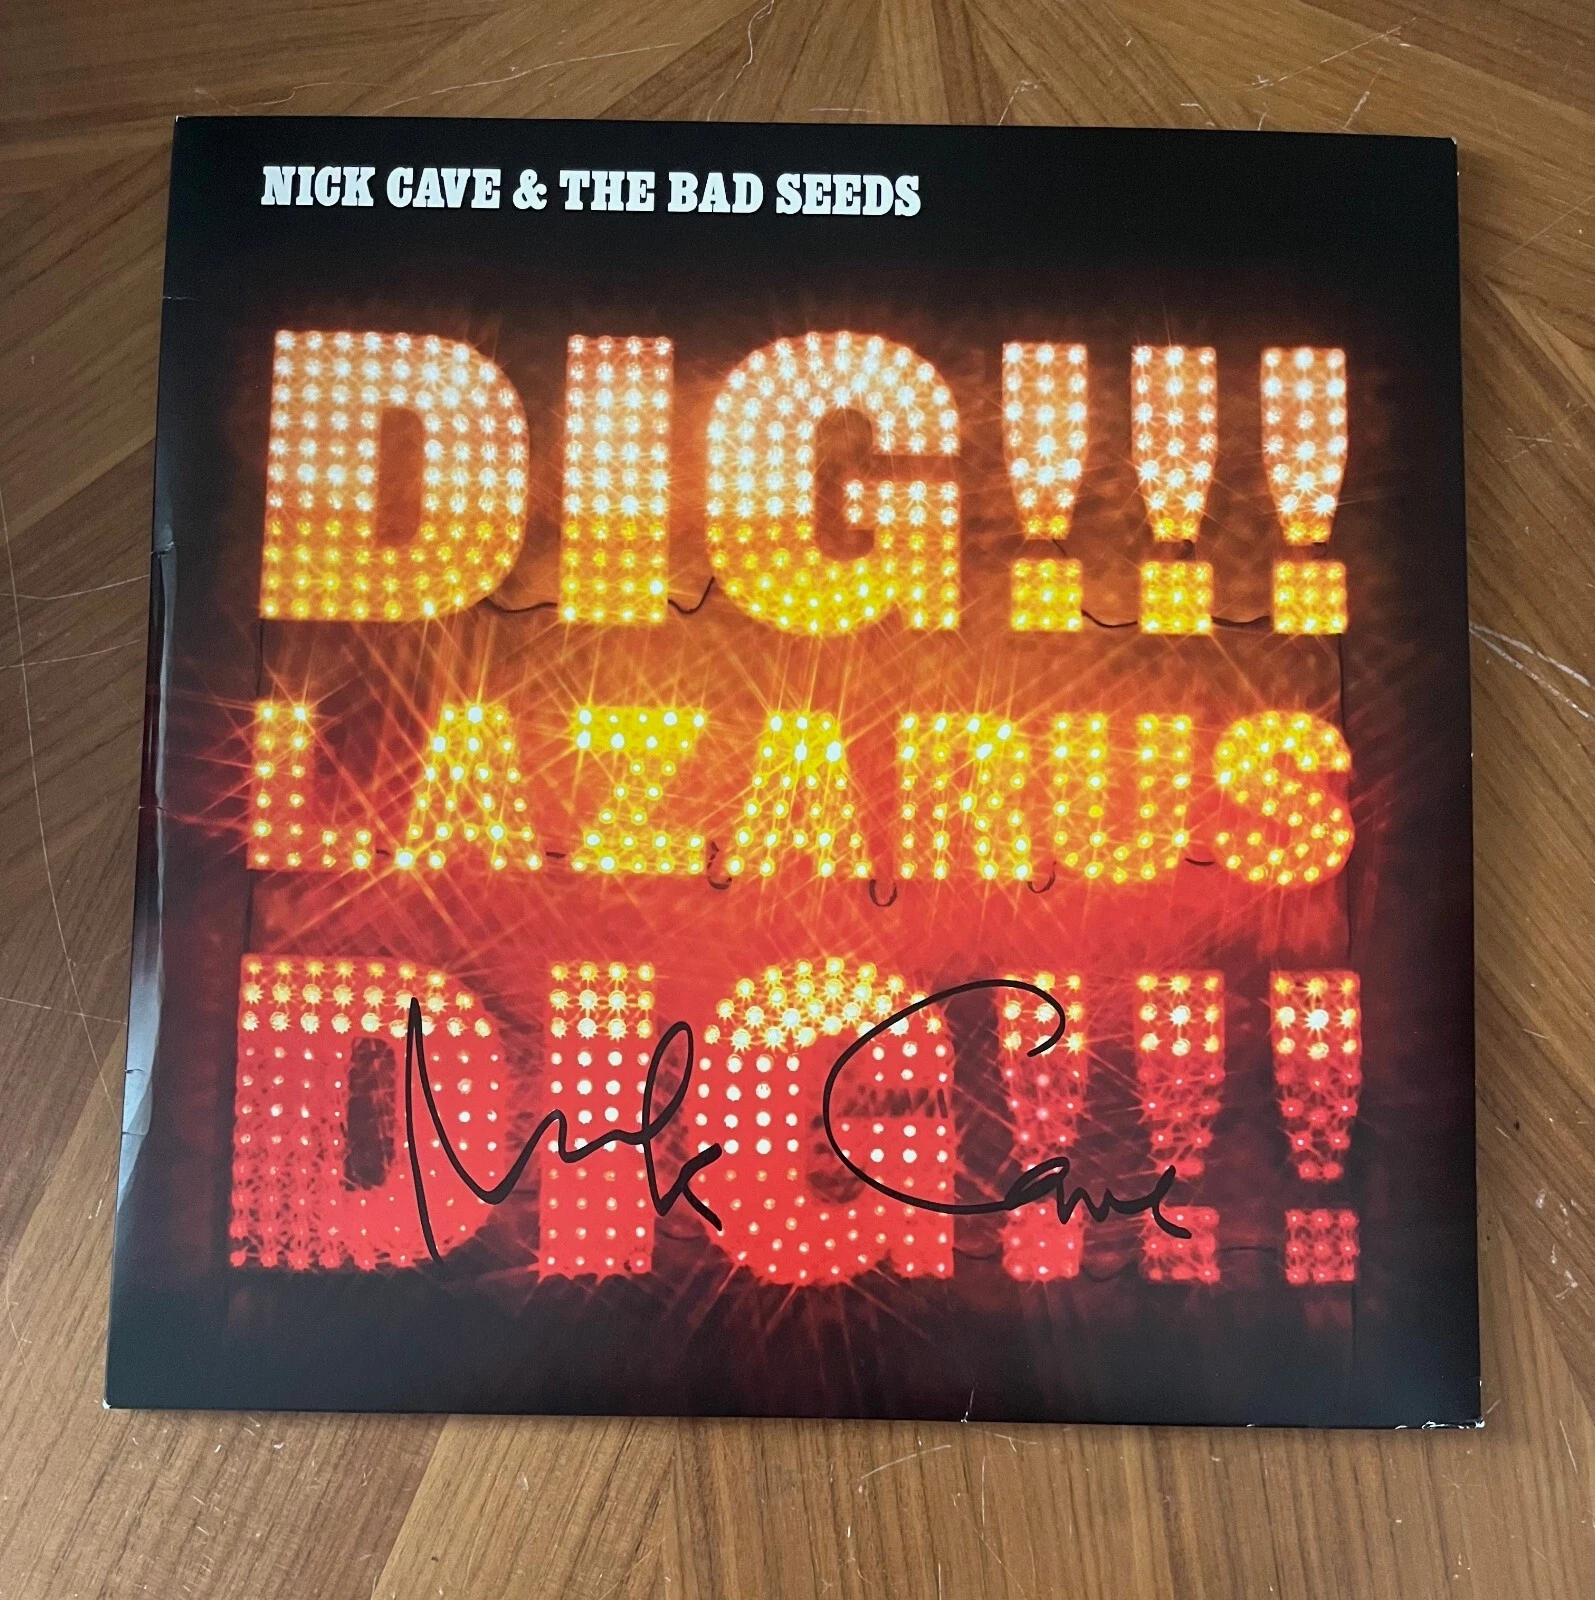 NICK CAVE & THE BAD SEEDS
DIG!!!
LAZARUS
DIG!!!
Nick Cave